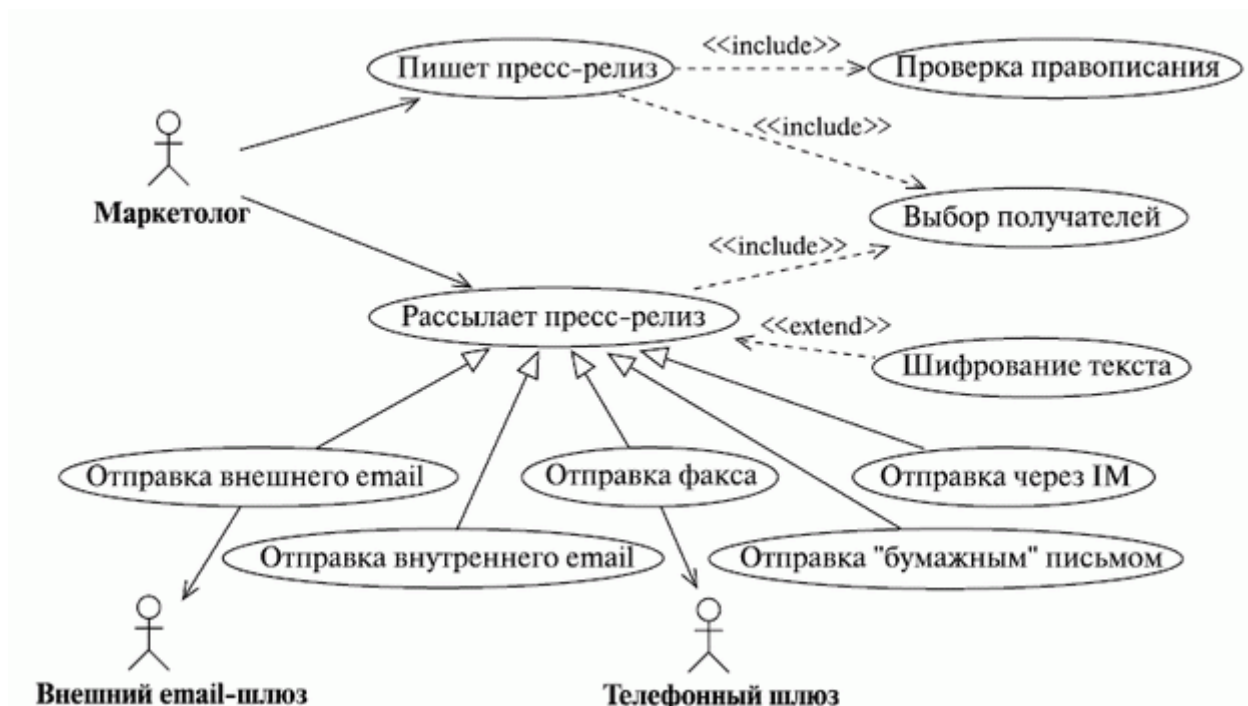 <<include>>
Пишет пресс-релиз
Проверка правописания
<<include>>
Маркетолог
Выбор получателей
<<include>>
Рассылает пресс-релиз
<<extend>>
Шифрование текста
Отправка внешнего email
Отправка факса
Отправка через IM
Отправка внутреннего email
Отправка "бумажным" письмом
Внешний email-шлюз
Телефонный шлюз